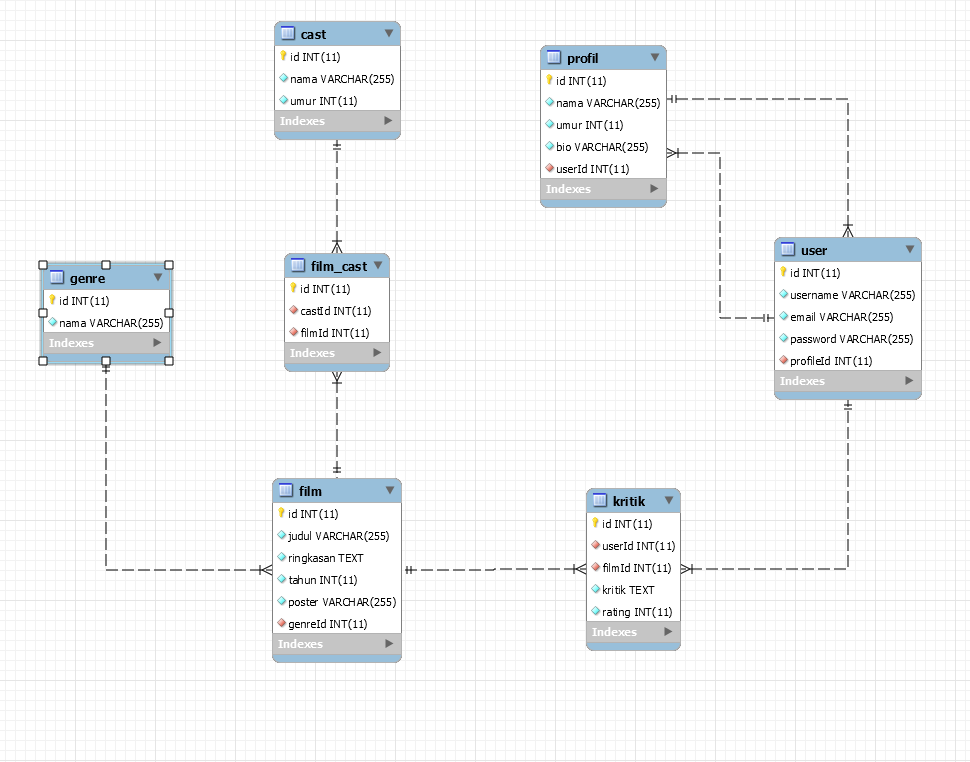 cast
id INT(11)
nama VARCHAR(255)
umur INT(11)
Indexes
profil
id INT(11)
nama VARCHAR(255)
umur INT(11)
bio VARCHAR(255)
userId INT(11)
Indexes
genre
id INT(11)
nama VARCHAR(255)
Indexes
film_cast
id INT(11)
castId INT(11)
filmId INT(11)
Indexes
user
id INT(11)
username VARCHAR(255)
email VARCHAR(255)
password VARCHAR(255)
profileId INT(11)
Indexes
film
id INT(11)
judul VARCHAR(255)
ringkasan TEXT
tahun INT(11)
poster VARCHAR(255)
genreId INT(11)
Indexes
kritik
id INT(11)
userId INT(11)
filmId INT(11)
kritik TEXT
rating INT(11)
Indexes